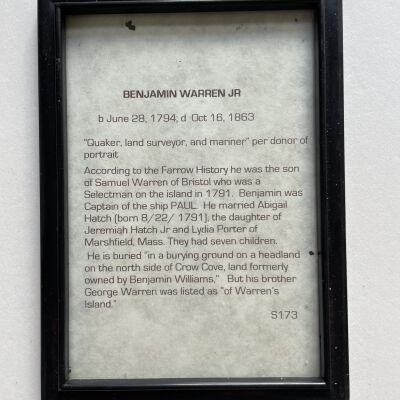 BENJAMIN WARREN JR
b June 28, 1794; d Oct 16, 1863
"Quaker, land surveyor, and mariner" per donor of
portrait
According to the Farrow History he was the son
of Samuel Warren of Bristol who was a
Selectman on the island in 1791. Benjamin was
Captain of the ship PAUL. He married Abigail
Hatch (born 8/22/ 1791), the daughter of
Jeremiah Hatch Jr and Lydia Porter of
Marshfield, Mass. They had seven children.
He is buried "in a burying ground on a headland
on the north side of Crow Cove, land formerly
owned by Benjamin Williams." But his brother
George Warren was listed as "of Warren's
Island."
S173